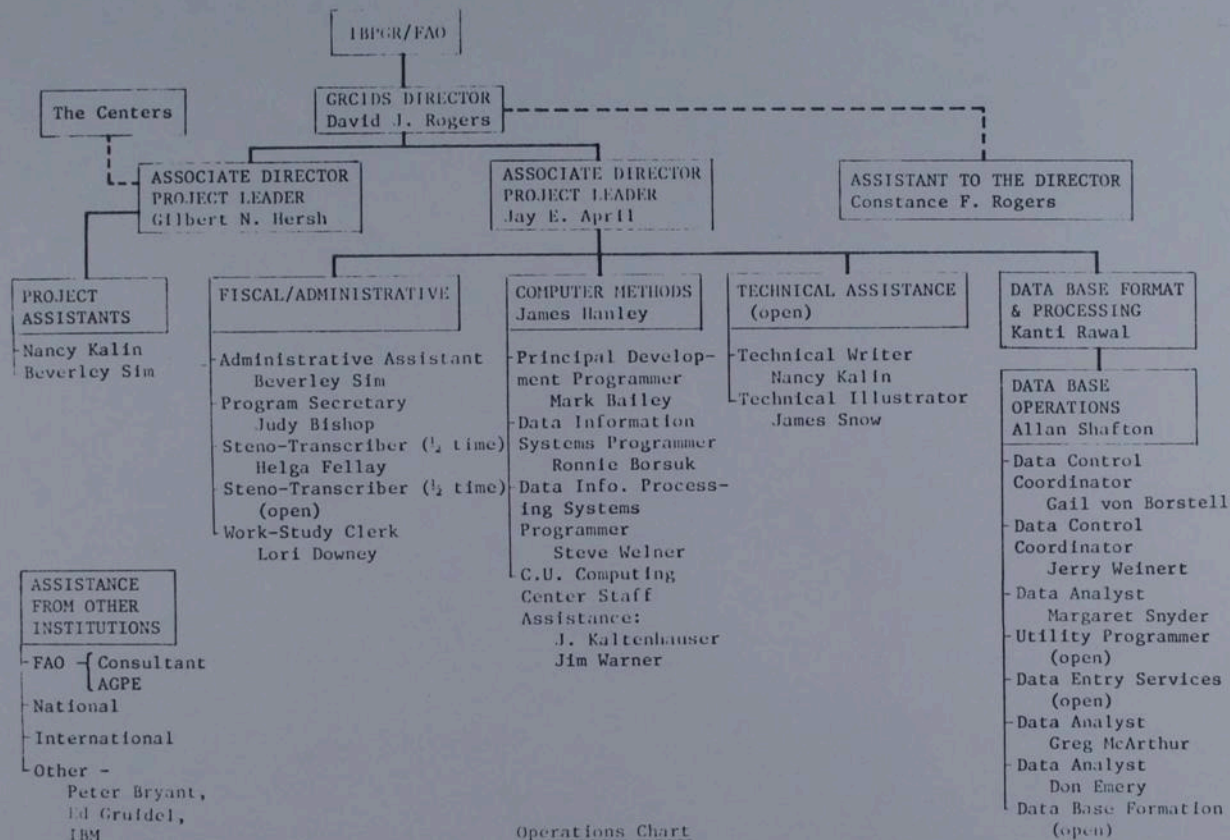 IBPGR/FAO
The Centers
GRCIDS DIRECTOR
David J. Rogers
ASSOCIATE DIRECTOR
PROJECT LEADER
Gilbert N. Hersh
ASSOCIATE DIRECTOR
PROJECT LEADER
Jay E. April
ASSISTANT TO THE DIRECTOR
Constance F. Rogers
PROJECT
ASSISTANTS
Nancy Kalin
Beverley Sim
FISCAL/ADMINISTRATIVE
Administrative Assistant
Beverley Sim
Program Secretary
Judy Bishop
Steno-Transcriber (½ time)
Helga Fellay
Steno-Transcriber (½ time)
(open)
Work-Study Clerk
Lori Downey
COMPUTER METHODS
James Hanley
Principal Develop-
ment Programmer
Mark Bailey
Data Information
Systems Programmer
Ronnie Borsuk
Data Info. Process-
ing Systems
Programmer
Steve Welner
C.U. Computing
Center Staff
Assistance:
J. Kaltenhauser
Jim Warner
TECHNICAL ASSISTANCE
(open)
Technical Writer
Nancy Kalin
Technical Illustrator
James Snow
DATA BASE FORMAT
& PROCESSING
Kanti Rawal
DATA BASE
OPERATIONS
Allan Shafton
Data Control
Coordinator
Gail von Borstell
Data Control
Coordinator
Jerry Weinert
Data Analyst
Margaret Snyder
Utility Programmer
(open)
Data Entry Services
(open)
Data Analyst
Greg McArthur
Data Analyst
Don Emery
Data Base Formation
(open)
ASSISTANCE
FROM OTHER
INSTITUTIONS
FAO { Consultant
AGPE
National
International
Other -
Peter Bryant,
Ed Gruidel,
IBM
Operations Chart